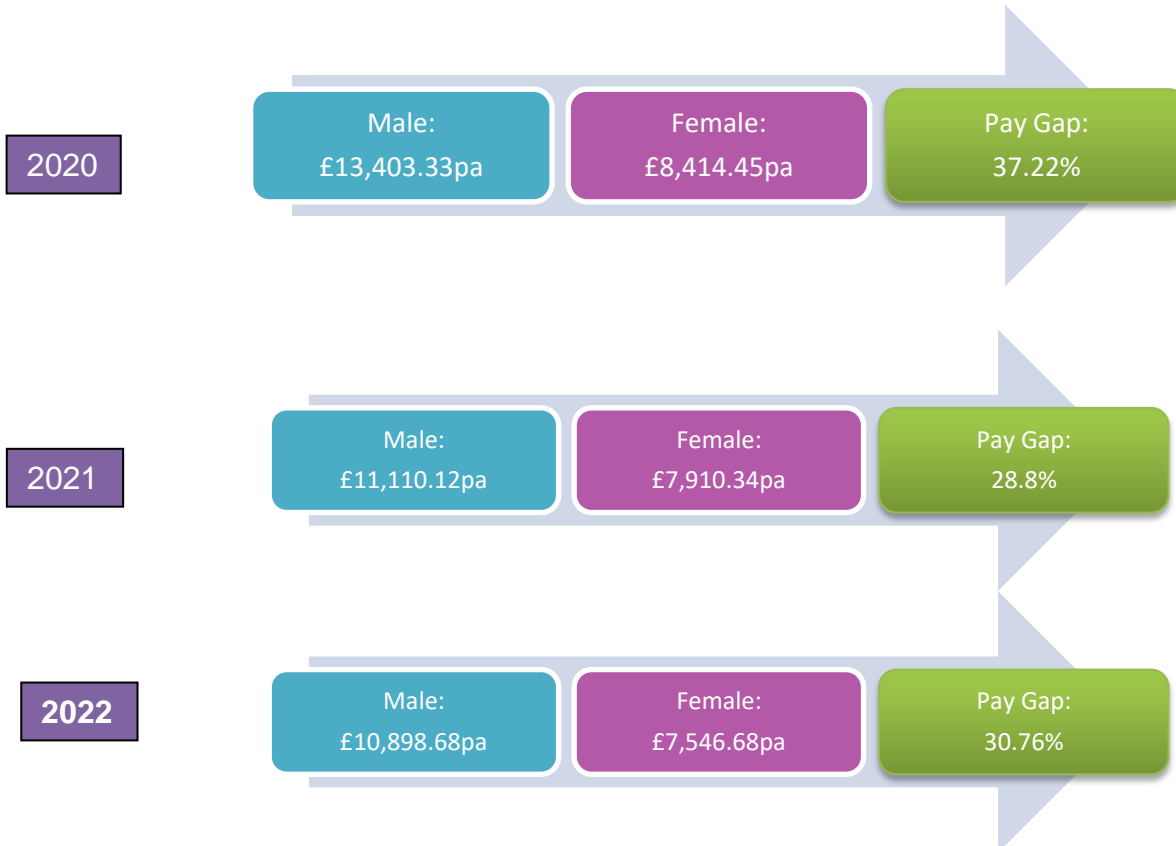 2020
Male:
£13,403.33pa
Female:
£8,414.45pa
Pay Gap:
37.22%
2021
Male:
£11,110.12pa
Female:
£7,910.34pa
Pay Gap:
28.8%
2022
Male:
£10,898.68pa
Female:
£7,546.68pa
Pay Gap:
30.76%